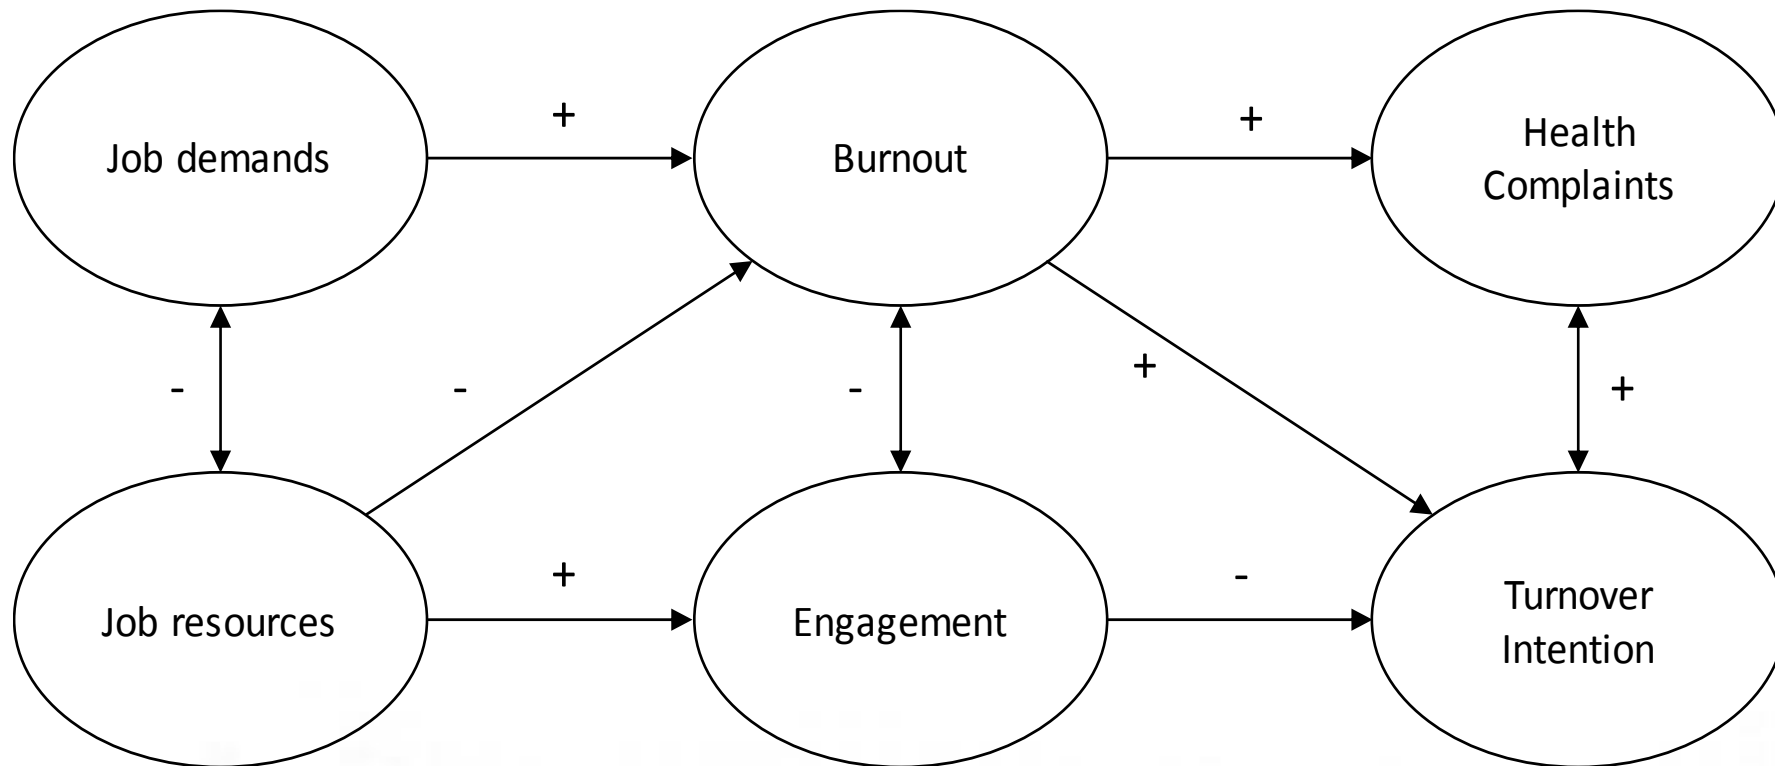 Job demands
+
Burnout
+
Health
Complaints
-
-
-
+
+
Job resources
+
Engagement
-
Turnover
Intention